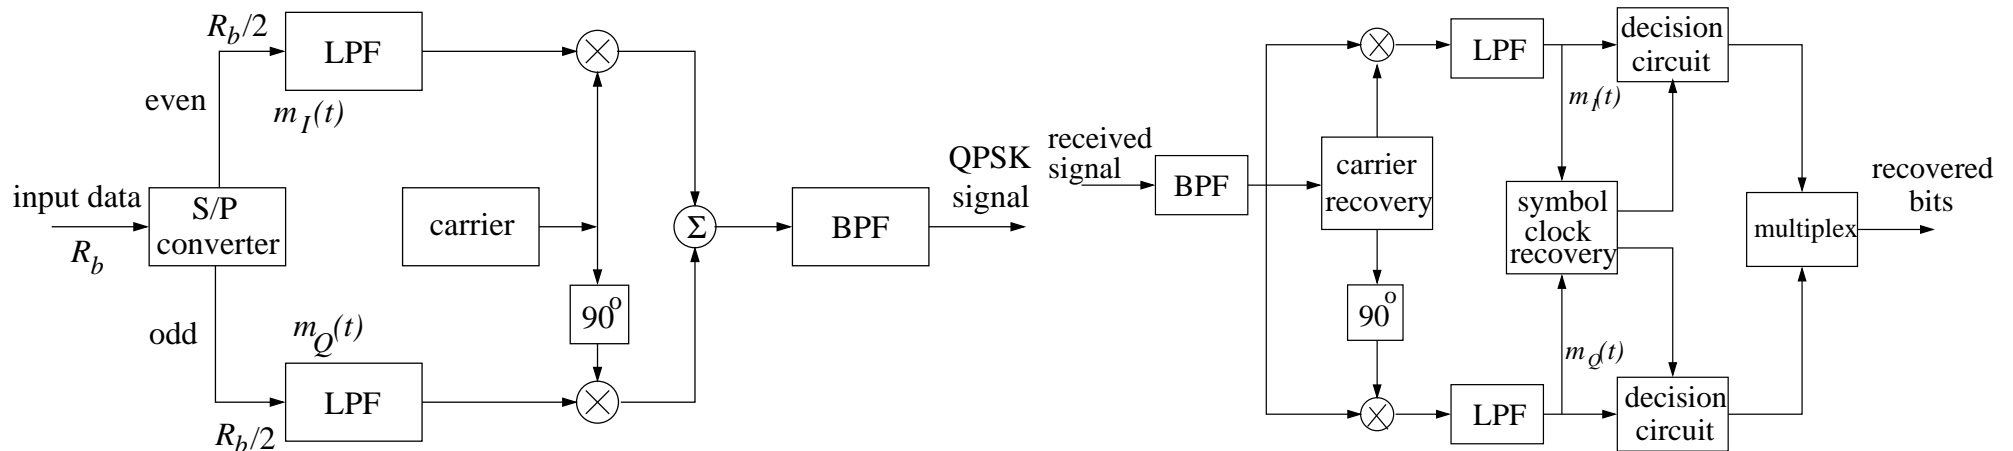 R_b/2
LPF
m_I(t)
even
input data
R_b
S/P
converter
odd
m_Q(t)
R_b/2
LPF
carrier
90°
Σ
BPF
QPSK
signal
received
signal
BPF
carrier
recovery
90°
LPF
m_I(t)
decision
circuit
symbol
clock
recovery
m_Q(t)
LPF
decision
circuit
multiplex
recovered
bits